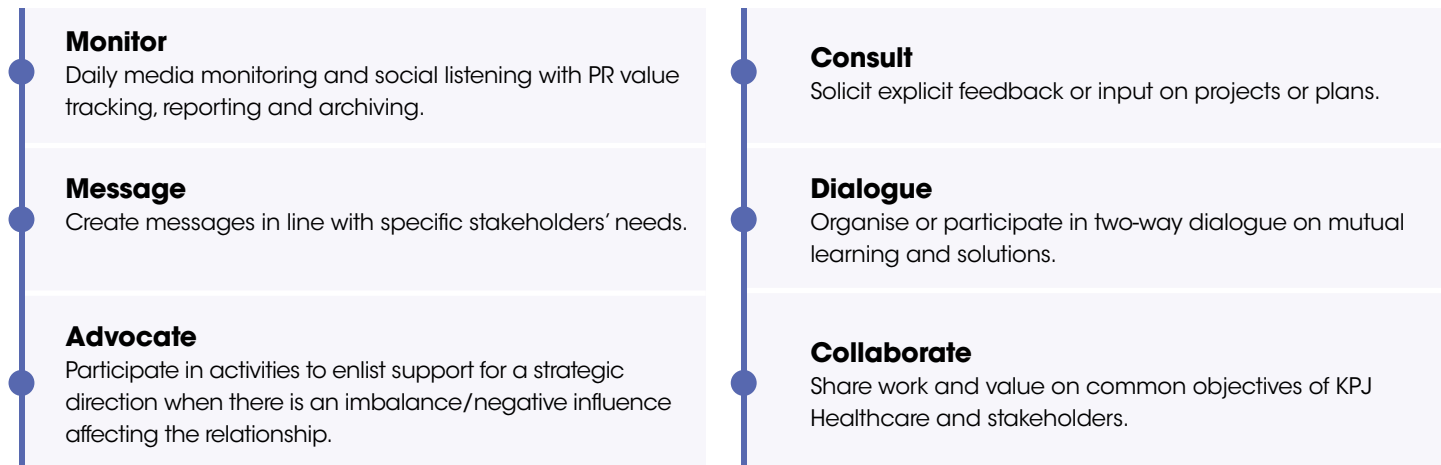 Monitor
Daily media monitoring and social listening with PR value
tracking, reporting and archiving.
Message
Create messages in line with specific stakeholders’ needs.
Advocate
Participate in activities to enlist support for a strategic
direction when there is an imbalance/negative influence
affecting the relationship.
Consult
Solicit explicit feedback or input on projects or plans.
Dialogue
Organise or participate in two-way dialogue on mutual
learning and solutions.
Collaborate
Share work and value on common objectives of KPJ
Healthcare and stakeholders.